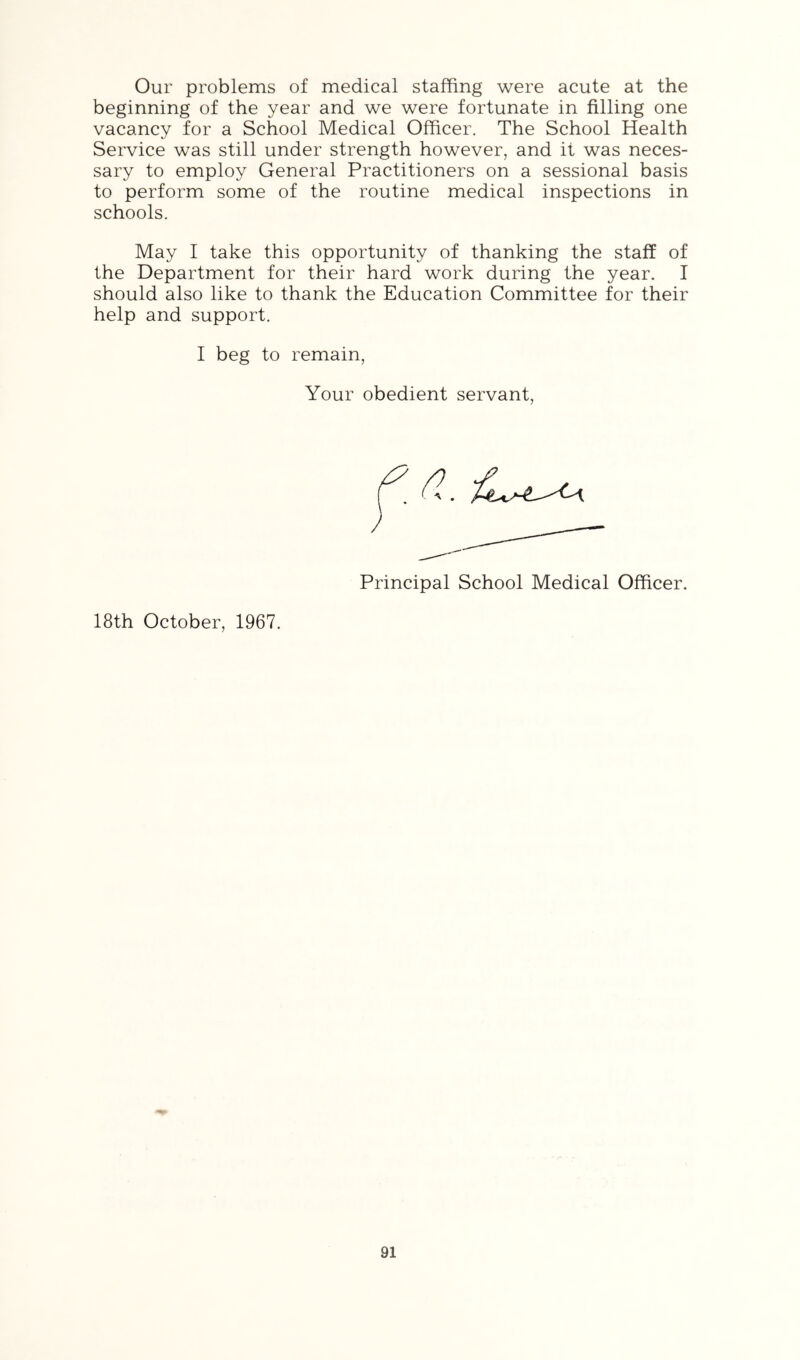 Our problems of medical staffing were acute at the
beginning of the year and we were fortunate in filling one
vacancy for a School Medical Officer. The School Health
Service was still under strength however, and it was neces-
sary to employ General Practitioners on a sessional basis
to perform some of the routine medical inspections in
schools.
May I take this opportunity of thanking the staff of
the Department for their hard work during the year. I
should also like to thank the Education Committee for their
help and support.
I beg to remain,
Your obedient servant,
Principal School Medical Officer.
18th October, 1967.
91